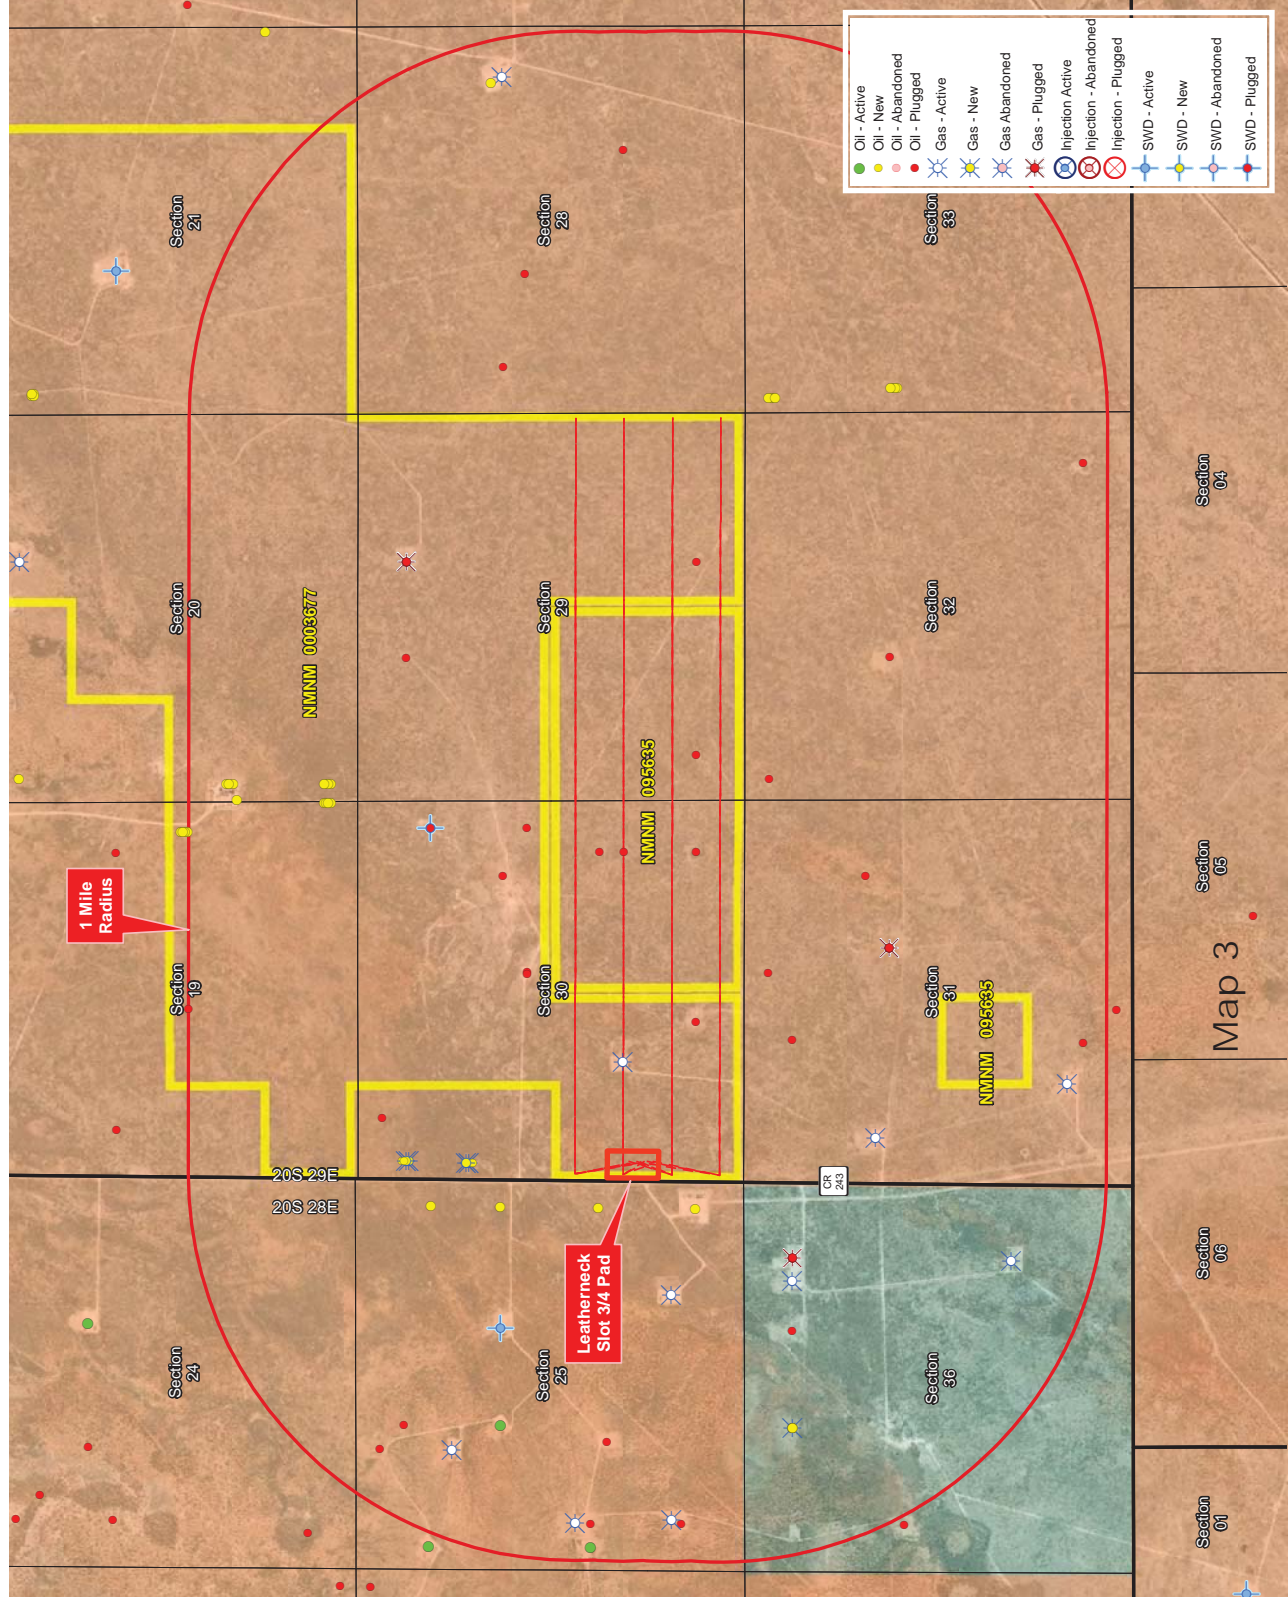 Oil - Active
Oil - New
Oil - Abandoned
Oil - Plugged
Gas - Active
Gas - New
Gas Abandoned
Gas - Plugged
Injection Active
Injection - Abandoned
Injection - Plugged
SWD - Active
SWD - New
SWD - Abandoned
SWD - Plugged
Section
21
Section
28
Section
33
Section
20
NMNM 0003677
Section
29
Section
32
Section
04
1 Mile
Radius
NMNM 095635
Section
05
Section
19
Section
30
Section
31
NMNM 095635
Map 3
20S 29E
20S 28E
CR
243
Leatherneck
Slot 3/4 Pad
Section
06
Section
24
Section
25
Section
36
Section
01